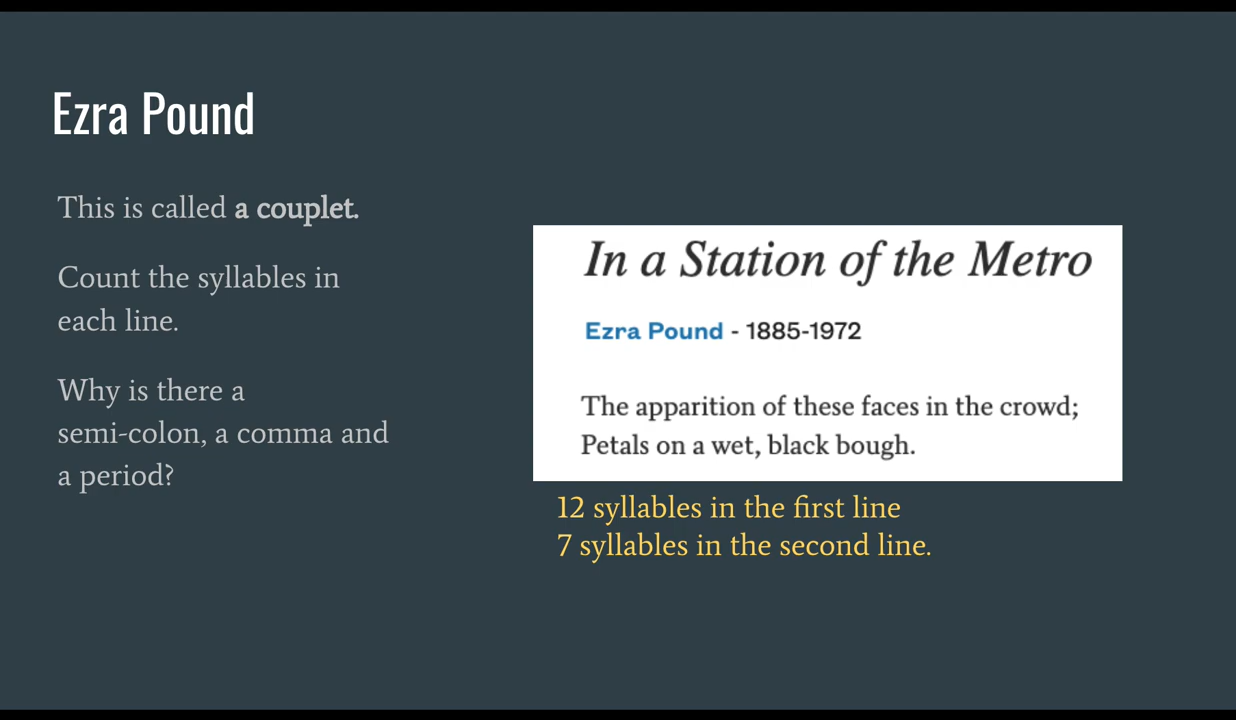 Ezra Pound
This is called a couplet.
Count the syllables in
each line.
Why is there a
semi-colon, a comma and
a period?
In a Station of the Metro
Ezra Pound - 1885-1972
The apparition of these faces in the crowd;
Petals on a wet, black bough.
12 syllables in the first line
7 syllables in the second line.